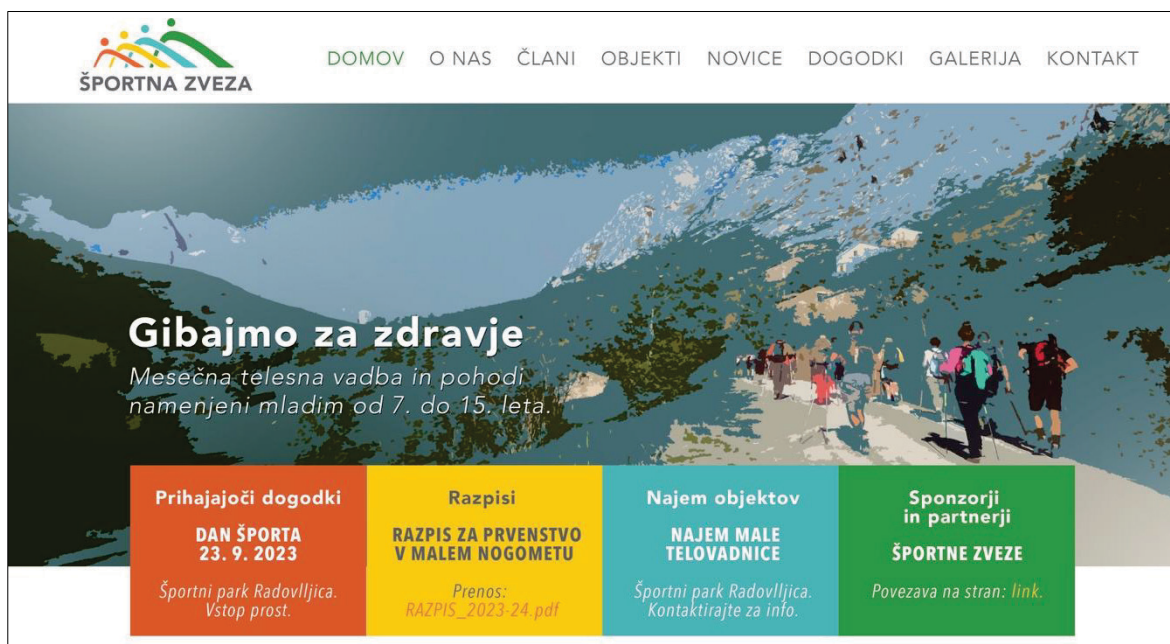 ŠPORTNA ZVEZA
DOMOV O NAS ČLANI OBJEKTI NOVICE DOGODKI GALERIJA KONTAKT
Gibajmo za zdravje
Mesečna telesna vadba in pohodi
namenjeni mladim od 7. do 15. leta.
Prihajajoči dogodki
DAN ŠPORTA
23. 9. 2023
Športni park Radovlljica.
Vstop prost.
Razpisi
RAZPIS ZA PRVENSTVO
V MALEM NOGOMETU
Prenos:
RAZPIS_2023-24.pdf
Najem objektov
NAJEM MALE
TELOVADNICE
Športni park Radovlljica.
Kontaktirajte za info.
Sponzorji
in partnerji
ŠPORTNE ZVEZE
Povezava na stran: link.